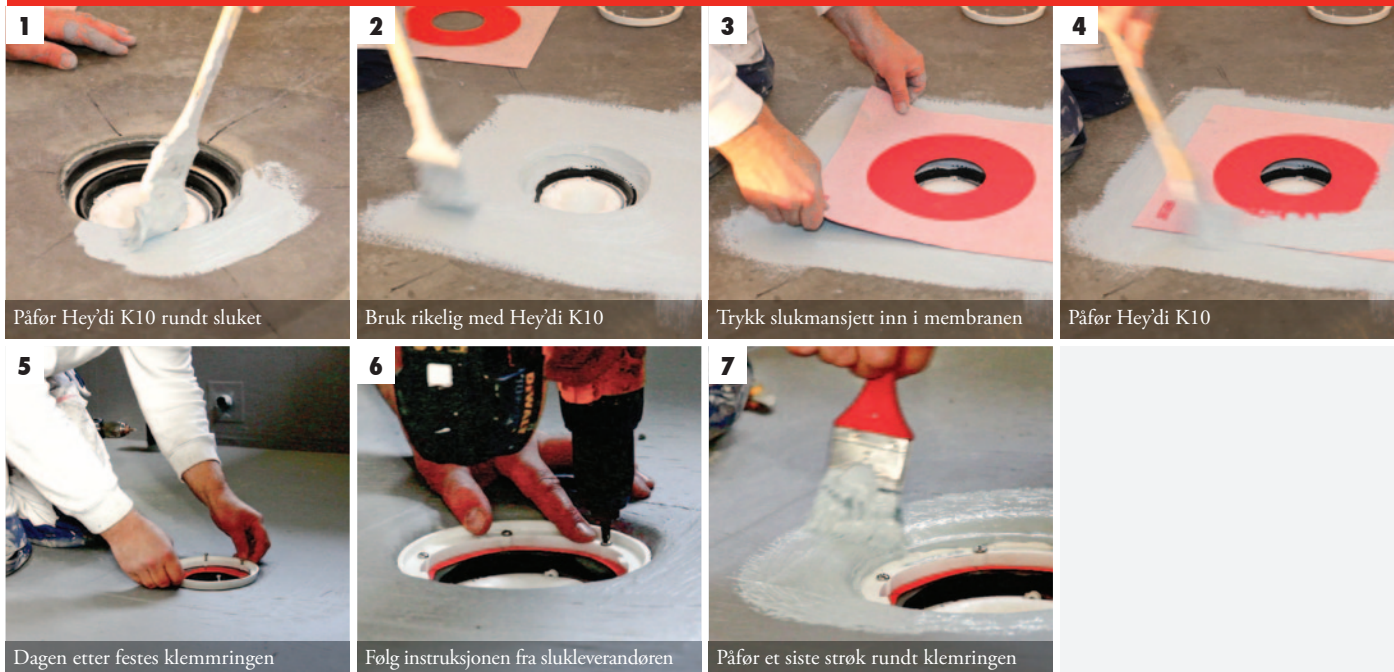 1
Påfør Hey’di K10 rundt sluket
2
Bruk rikelig med Hey’di K10
3
Trykk slukmansjett inn i membranen
4
Påfør Hey’di K10
5
Dagen etter festes klemmringen
6
DEWALT
Følg instruksjonen fra slukleverandøren
7
Påfør et siste strøk rundt klemringen